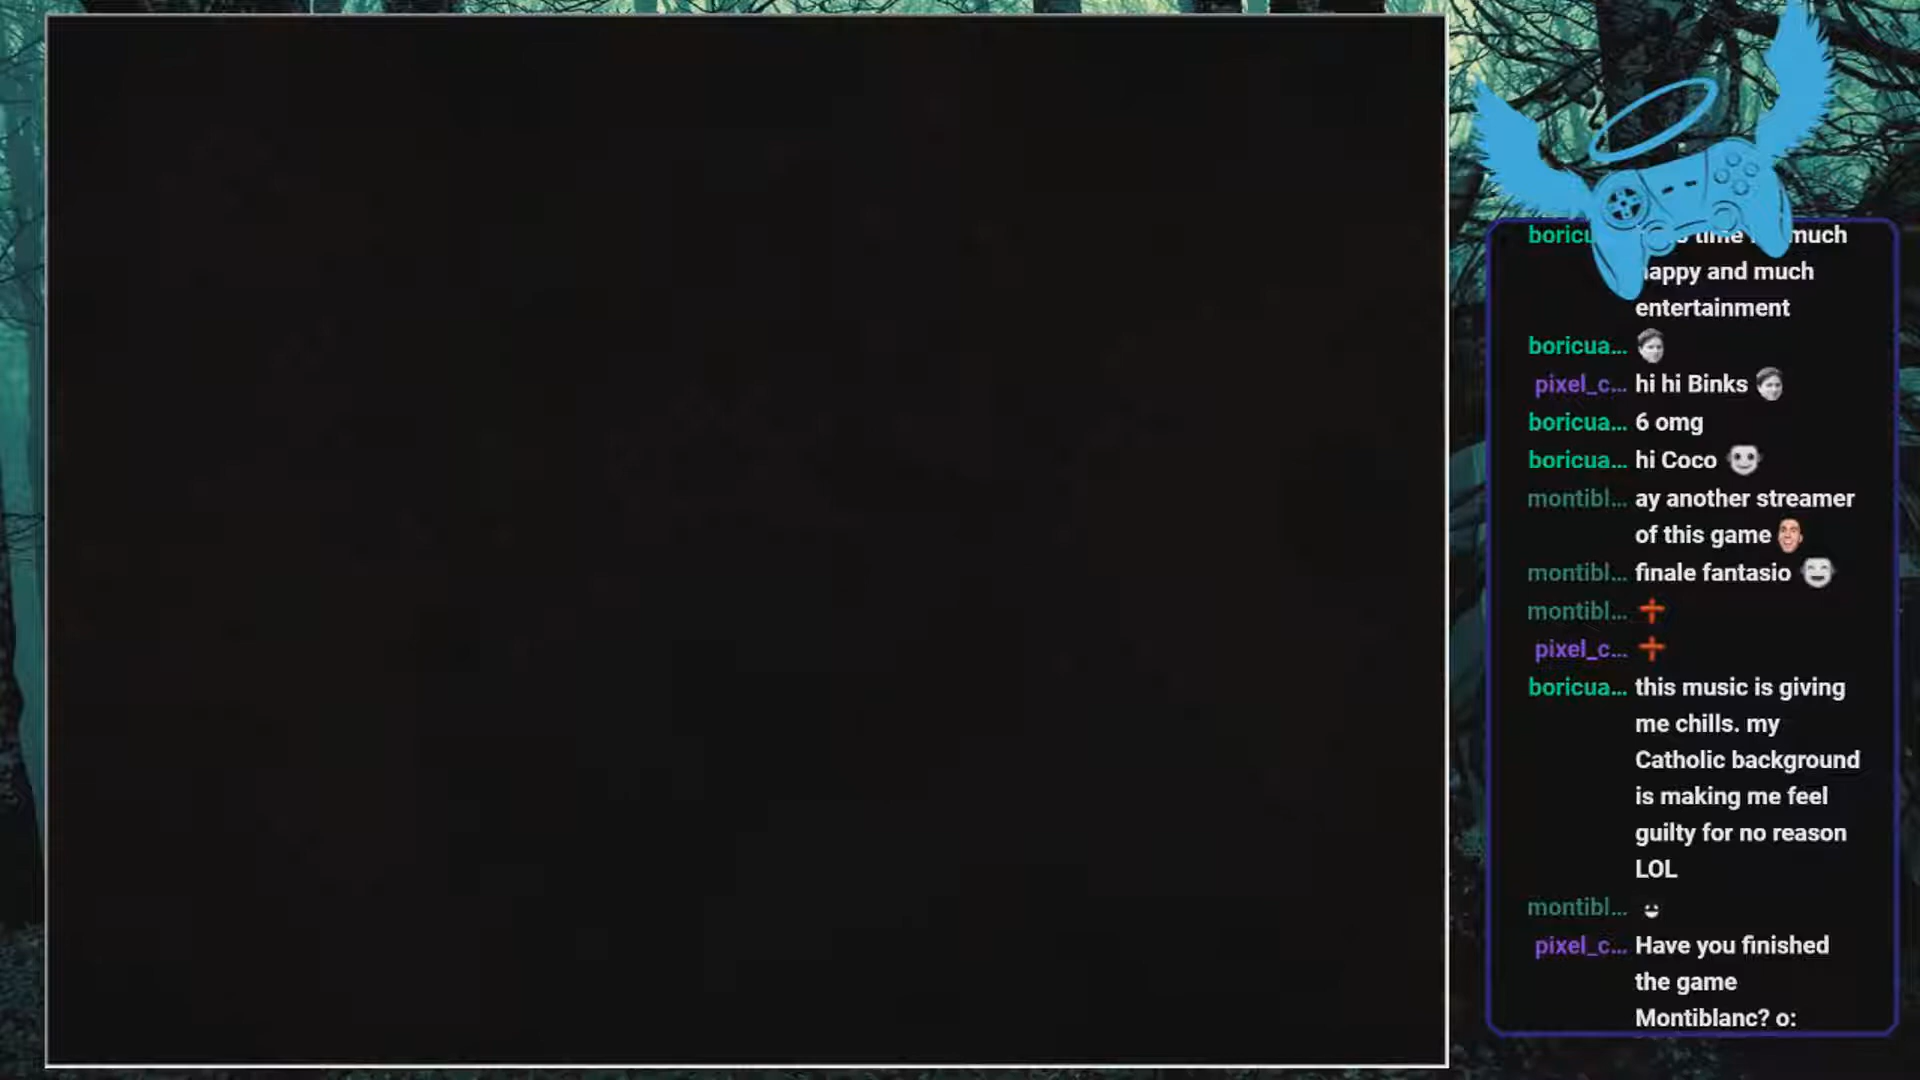 much
happy and much
entertainment
boricua...
pixel_c... hi hi Binks
boricua... 6 omg
boricua... hi Coco
montibl... ay another streamer
of this game
montibl... finale fantasio
montibl...
pixel_c...
boricua... this music is giving
me chills. my
Catholic background
is making me feel
guilty for no reason
LOL
montibl...
pixel_c... Have you finished
the game
Montiblanc? o: